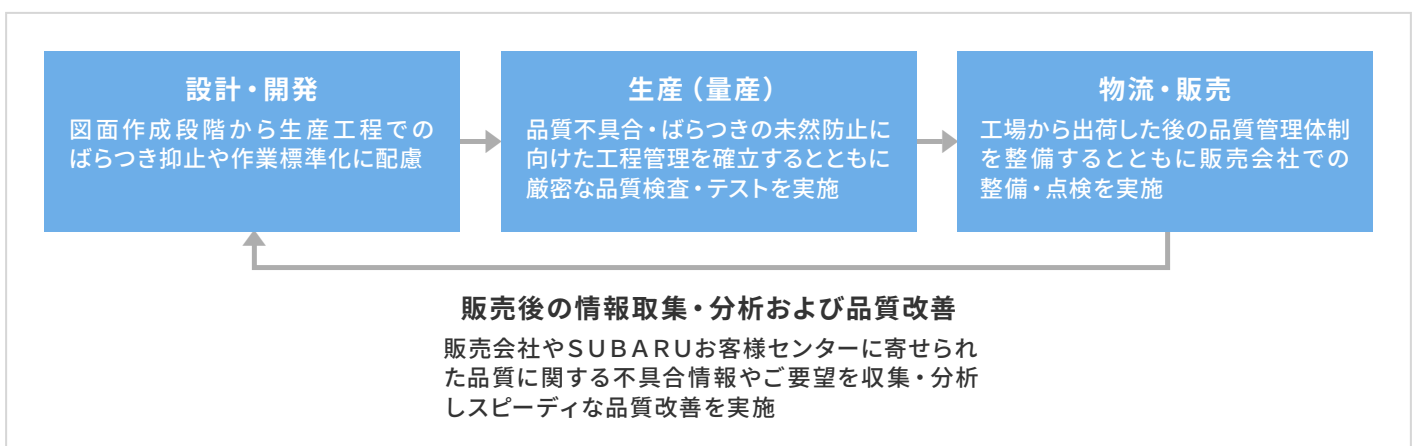 設計・開発
図面作成段階から生産工程での
ばらつき抑止や作業標準化に配慮
生産（量産）
品質不具合・ばらつきの未然防止に
向けた工程管理を確立するとともに
厳密な品質検査・テストを実施
物流・販売
工場から出荷した後の品質管理体制
を整備するとともに販売会社での
整備・点検を実施
販売後の情報取集・分析および品質改善
販売会社やＳＵＢＡＲＵお客様センターに寄せられ
た品質に関する不具合情報やご要望を収集・分析
しスピーディな品質改善を実施